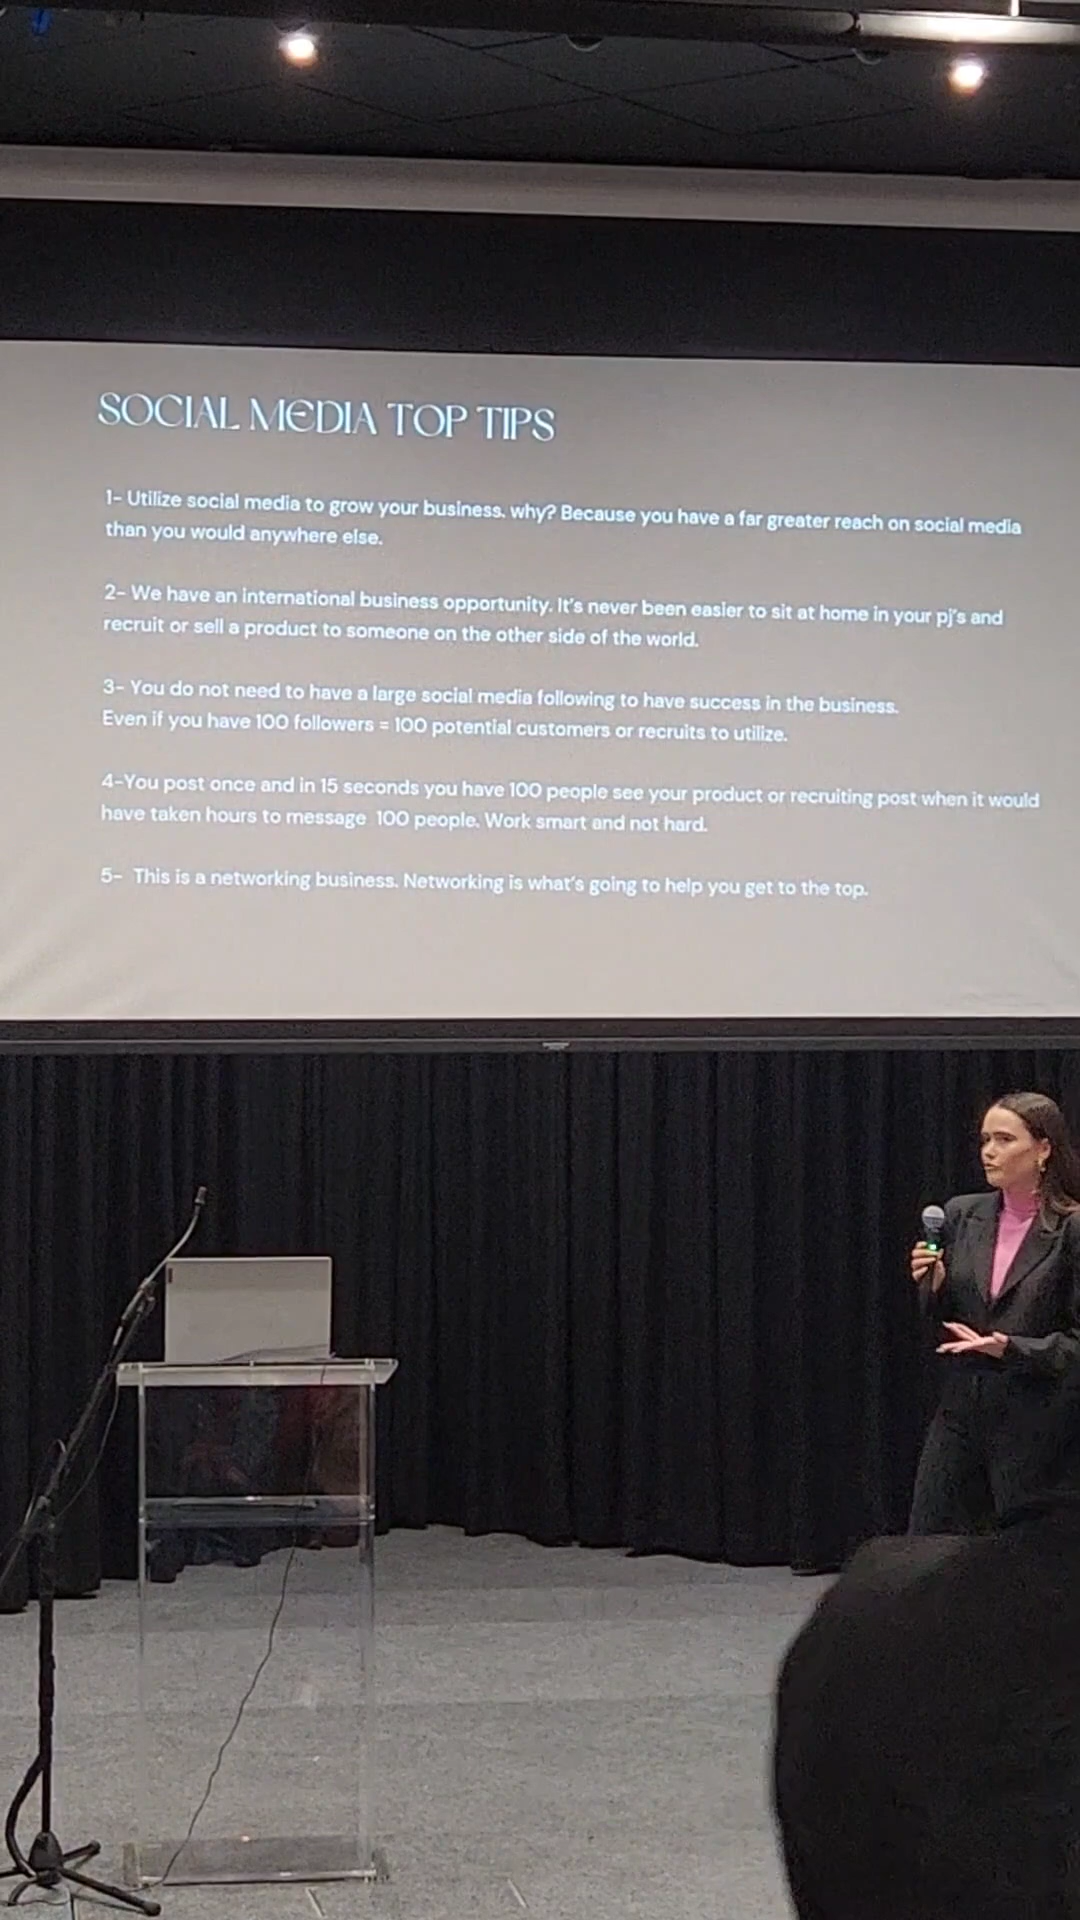 SOCIAL MEDIA TOP TIPS
1- Utilize social media to grow your business. why? Because you have a far greater reach on social media
than you would anywhere else.
2- We have an international business opportunity. It's never been easier to sit at home in your pj's and
recruit or sell a product to someone on the other side of the world.
3- You do not need to have a large social media following to have success in the business.
Even if you have 100 followers = 100 potential customers or recruits to utilize.
4-You post once and in 15 seconds you have 100 people see your product or recruiting post when it would
have taken hours to message  100 people. Work smart and not hard.
5-  This is a networking business. Networking is what's going to help you get to the top.